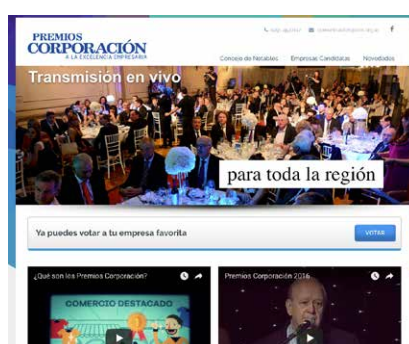 PREMIOS
CORPORACIÓN
A LA EXCELENCIA EMPRESARIA
Concejo de Notables Empresas Candidatas Novedades
Transmisión en vivo
para toda la región
Ya puedes votar a tu empresa favorita
VOTAR
¿Qué son los Premios Corporación?
COMERCIO DESTACADO
Premios Corporación 2016